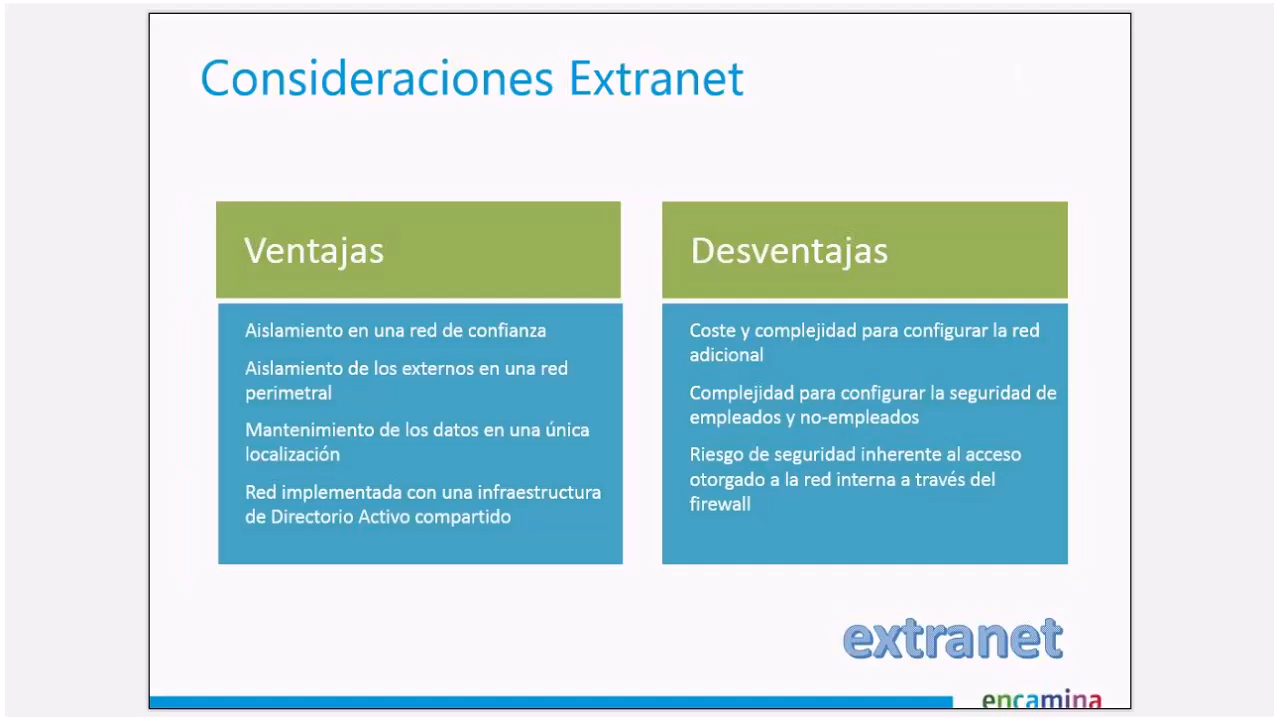 Consideraciones Extranet
Ventajas
Aislamiento en una red de confianza
Aislamiento de los externos en una red
perimetral
Mantenimiento de los datos en una única
localización
Red implementada con una infraestructura
de Directorio Activo compartido
Desventajas
Coste y complejidad para configurar la red
adicional
Complejidad para configurar la seguridad de
empleados y no-empleados
Riesgo de seguridad inherente al acceso
otorgado a la red interna a través del
firewall
extranet
encamina